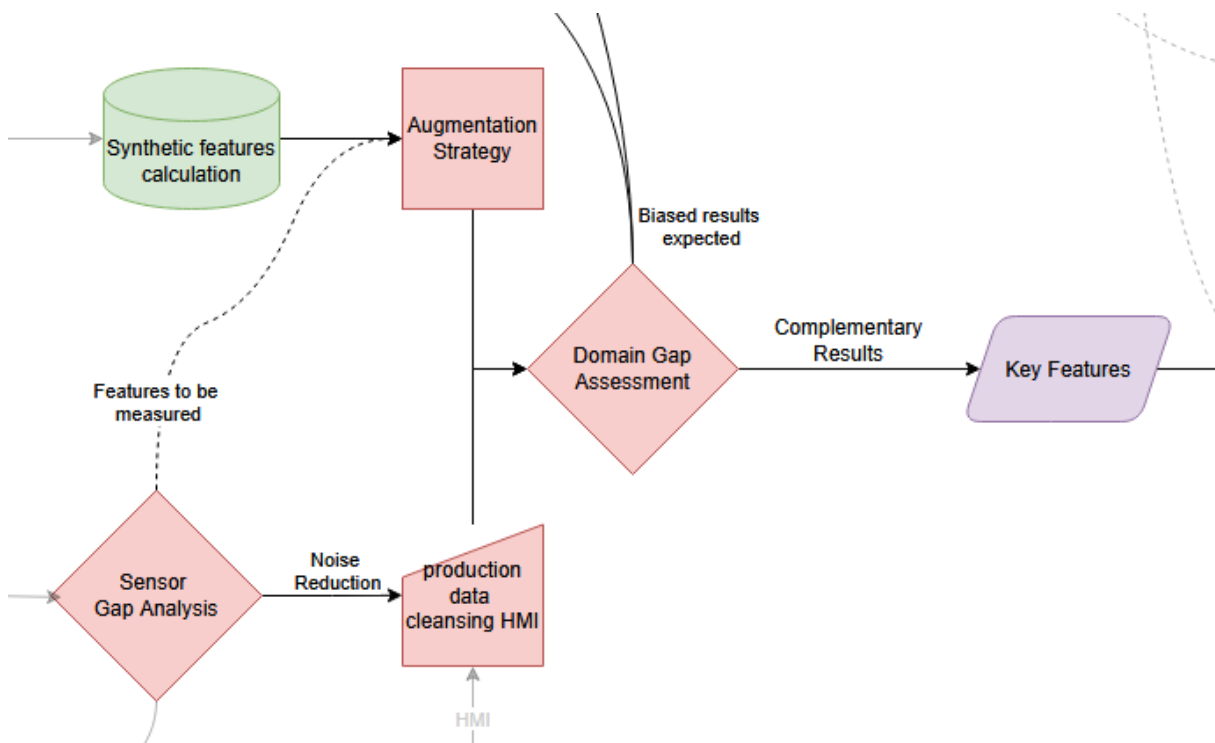 Synthetic features
calculation
Augmentation
Strategy
Biased results
expected
Domain Gap
Assessment
Complementary
Results
Key Features
Features to be
measured
Sensor
Gap Analysis
Noise
Reduction
production
data
cleansing HMI
HMI